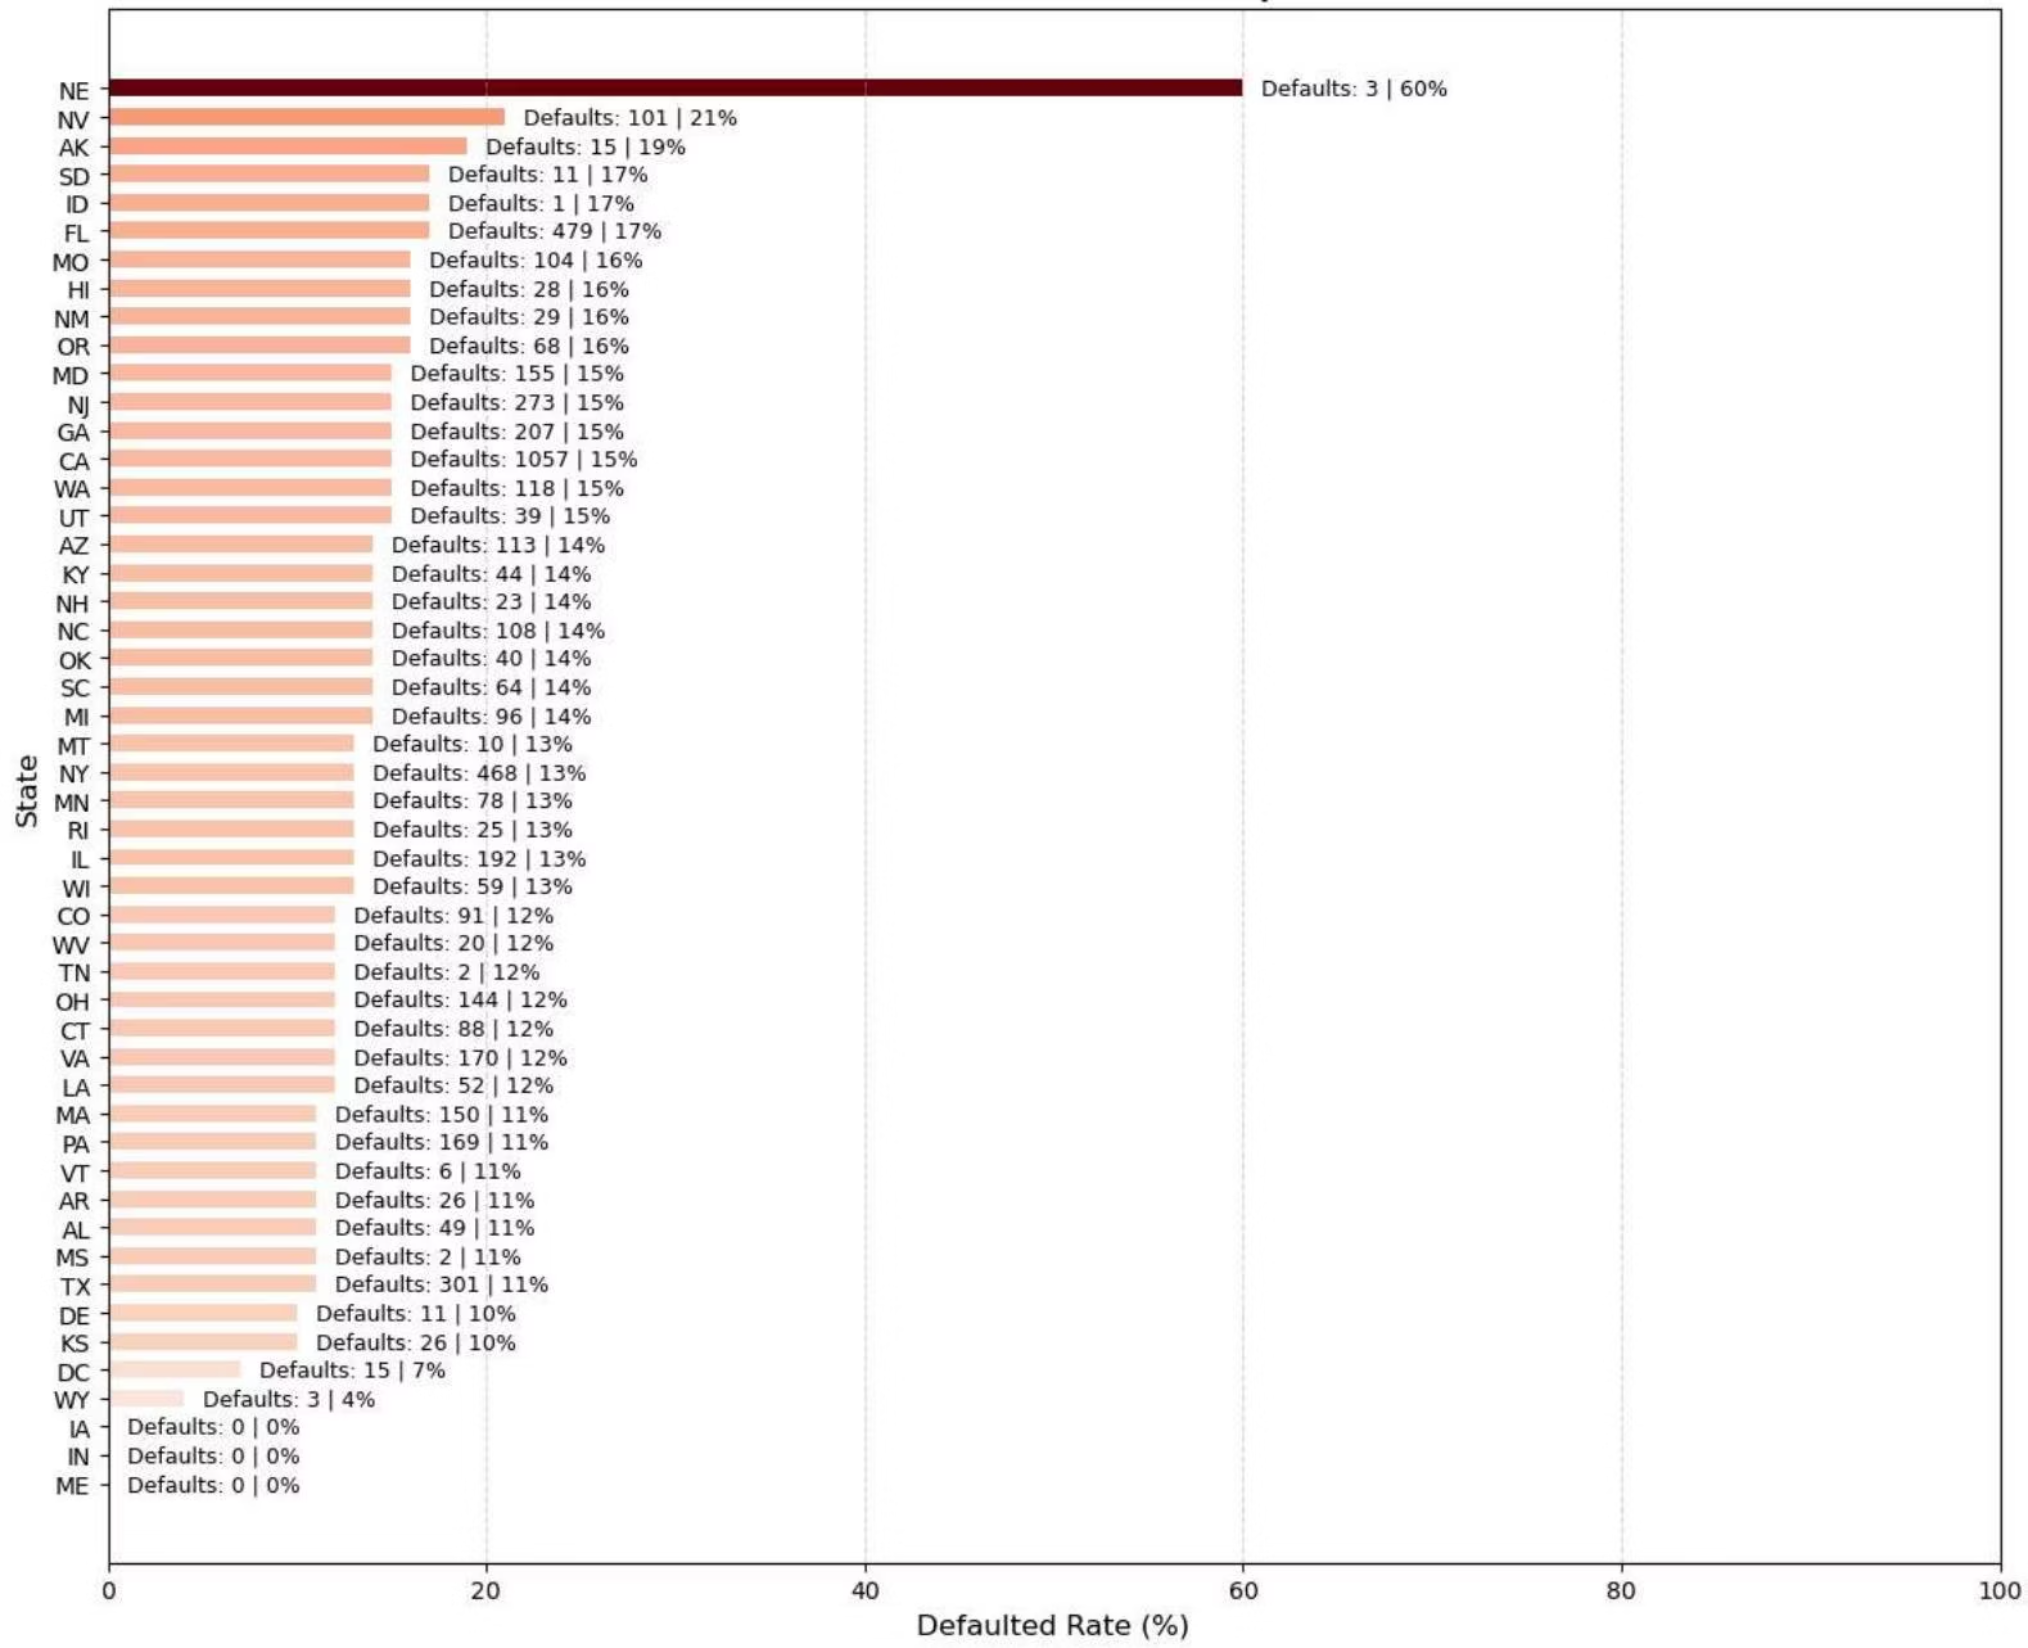 NE Defaults: 3 | 60%
NV Defaults: 101 | 21%
AK Defaults: 15 | 19%
SD Defaults: 11 | 17%
ID Defaults: 1 | 17%
FL Defaults: 479 | 17%
MO Defaults: 104 | 16%
HI Defaults: 28 | 16%
NM Defaults: 29 | 16%
OR Defaults: 68 | 16%
MD Defaults: 155 | 15%
NJ Defaults: 273 | 15%
GA Defaults: 207 | 15%
CA Defaults: 1057 | 15%
WA Defaults: 118 | 15%
UT Defaults: 39 | 15%
AZ Defaults: 113 | 14%
KY Defaults: 44 | 14%
NH Defaults: 23 | 14%
NC Defaults: 108 | 14%
OK Defaults: 40 | 14%
SC Defaults: 64 | 14%
MI Defaults: 96 | 14%
MT Defaults: 10 | 13%
NY Defaults: 468 | 13%
State
MN Defaults: 78 | 13%
RI Defaults: 25 | 13%
IL Defaults: 192 | 13%
WI Defaults: 59 | 13%
CO Defaults: 91 | 12%
WV Defaults: 20 | 12%
TN Defaults: 2 | 12%
OH Defaults: 144 | 12%
CT Defaults: 88 | 12%
VA Defaults: 170 | 12%
LA Defaults: 52 | 12%
MA Defaults: 150 | 11%
PA Defaults: 169 | 11%
VT Defaults: 6 | 11%
AR Defaults: 26 | 11%
AL Defaults: 49 | 11%
MS Defaults: 2 | 11%
TX Defaults: 301 | 11%
DE Defaults: 11 | 10%
KS Defaults: 26 | 10%
DC Defaults: 15 | 7%
WY Defaults: 3 | 4%
IA Defaults: 0 | 0%
IN Defaults: 0 | 0%
ME Defaults: 0 | 0%
0 20 40 60 80 100
Defaulted Rate (%)